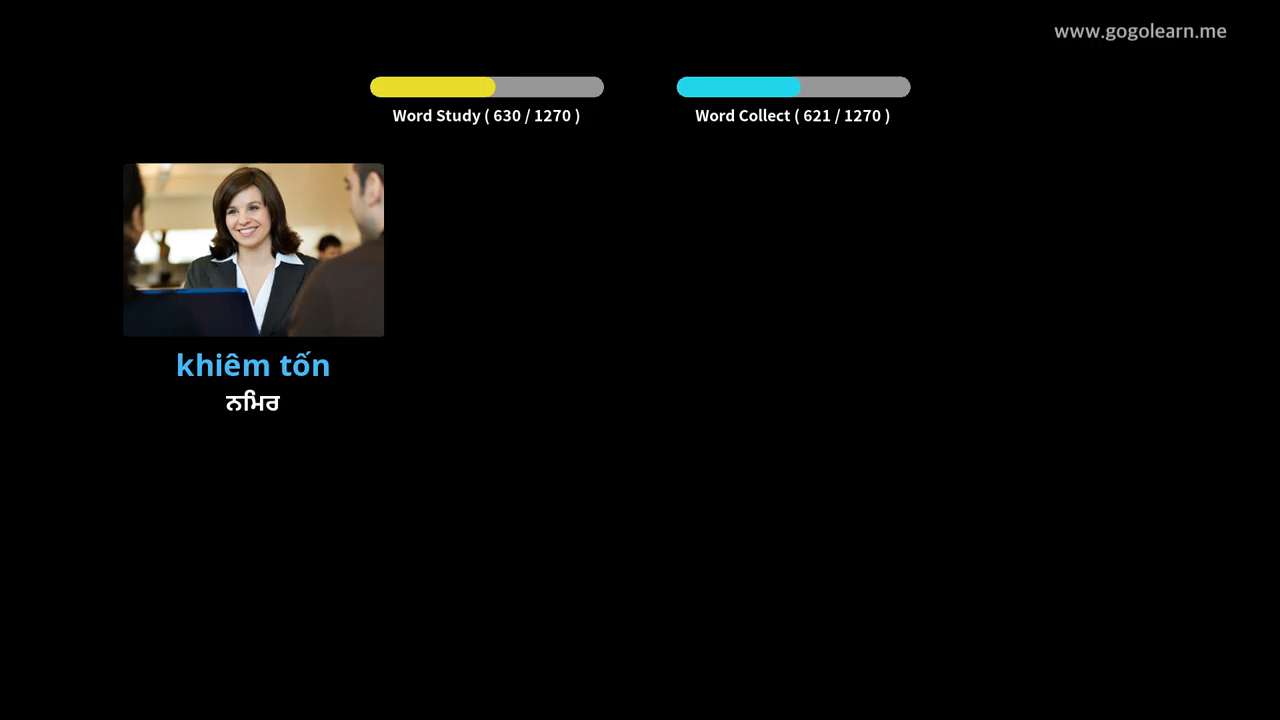 www.gogolearn.me
Word Study ( 630 / 1270 )
Word Collect ( 621 / 1270 )
khiêm tốn
ਨਮਿਰ